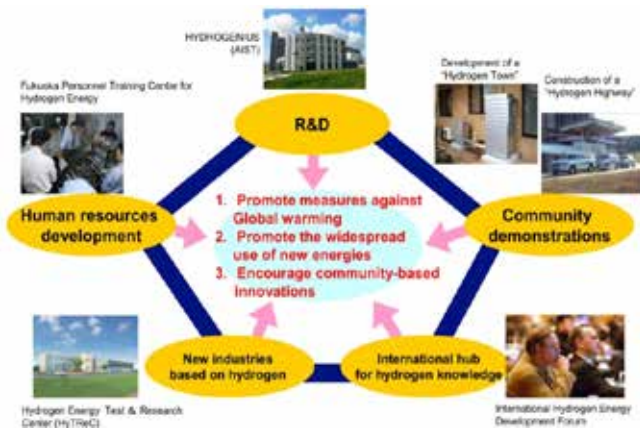 HYDROGENIUS
(AIST)
Development of a
"Hydrogen Town"
Construction of a
"Hydrogen Highway"
Fukuoka Personnel Training Center for
Hydrogen Energy
R&D
1. Promote measures against
Global warming
2. Promote the widespread
use of new energies
3. Encourage community-based
Innovations
Human resources
development
Community
demonstrations
New industries
based on hydrogen
International hub
for hydrogen knowledge
Hydrogen Energy Test & Research
Center (HyTReC)
International Hydrogen Energy
Development Forum